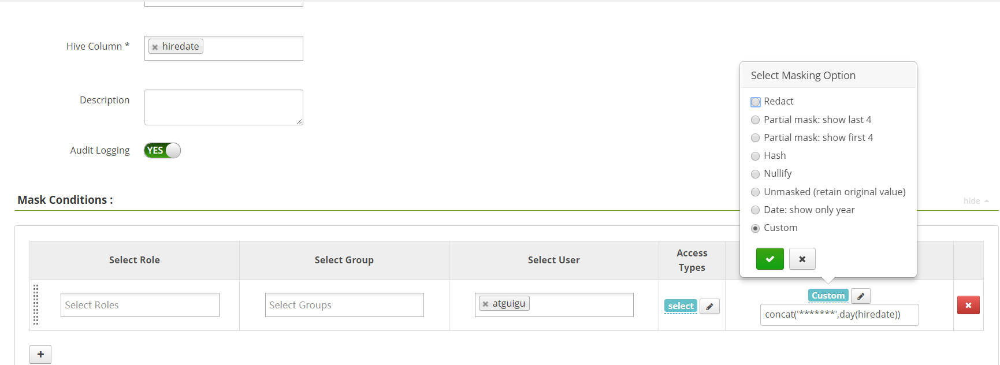 Hive Column *
hiredate
Description
Audit Logging
YES
Select Masking Option
Redact
Partial mask: show last 4
Partial mask: show first 4
Hash
Nullify
Unmasked (retain original value)
Date: show only year
Custom
Mask Conditions :
hide
Select Role
Select Group
Select User
Access
Types
Select Roles
Select Groups
atguigu
select
Custom
concat('*******',day(hiredate))